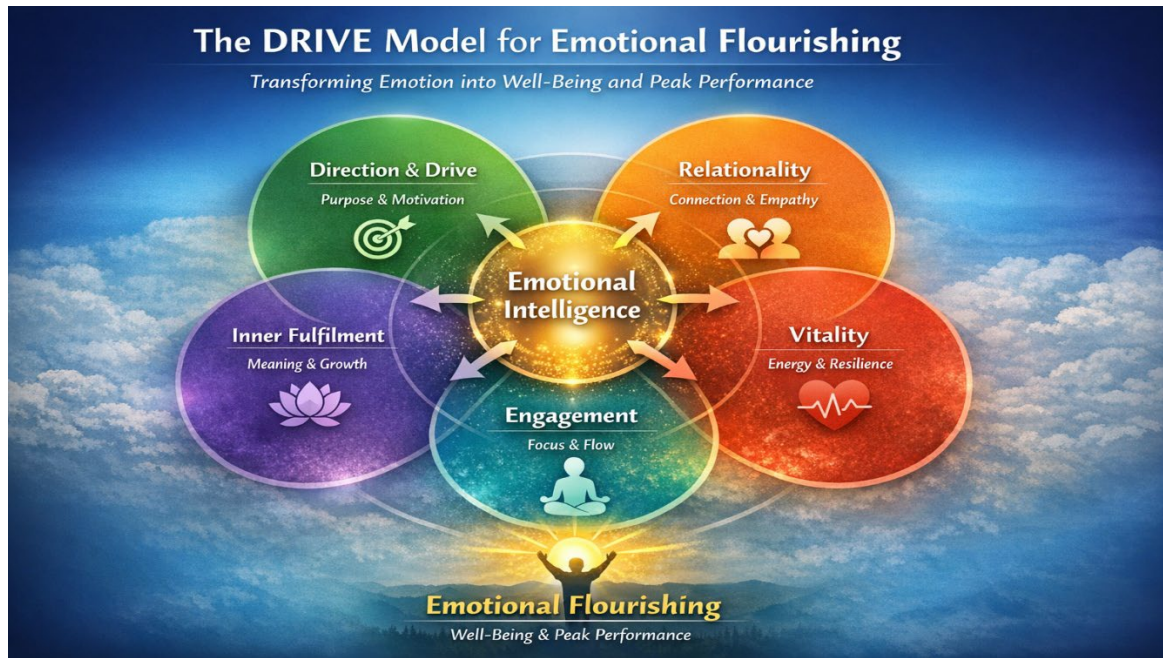 The DRIVE Model for Emotional Flourishing
Transforming Emotion into Well-Being and Peak Performance
Direction & Drive
Purpose & Motivation
Relationality
Connection & Empathy
Emotional
Intelligence
Inner Fulfilment
Meaning & Growth
Vitality
Energy & Resilience
Engagement
Focus & Flow
Emotional Flourishing
Well-Being & Peak Performance